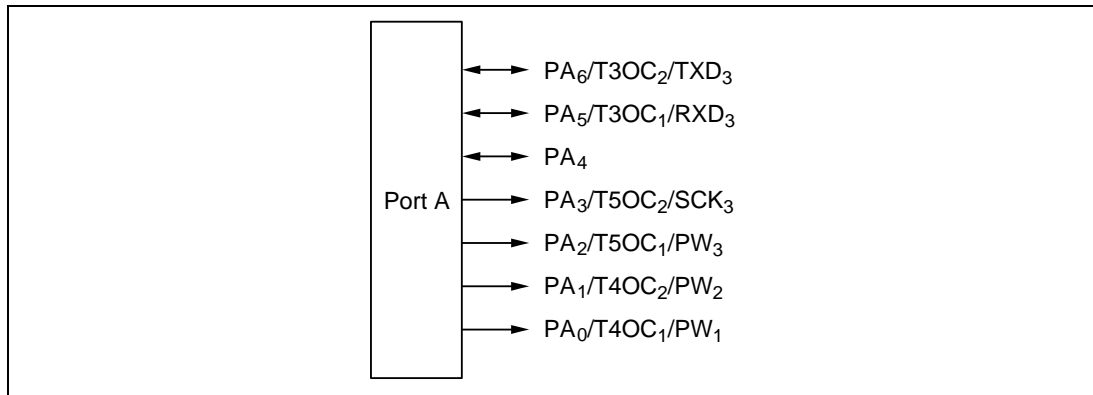 PA₆/T3OC₂/TXD₃
PA₅/T3OC₁/RXD₃
PA₄
Port A
PA₃/T5OC₂/SCK₃
PA₂/T5OC₁/PW₃
PA₁/T4OC₂/PW₂
PA₀/T4OC₁/PW₁